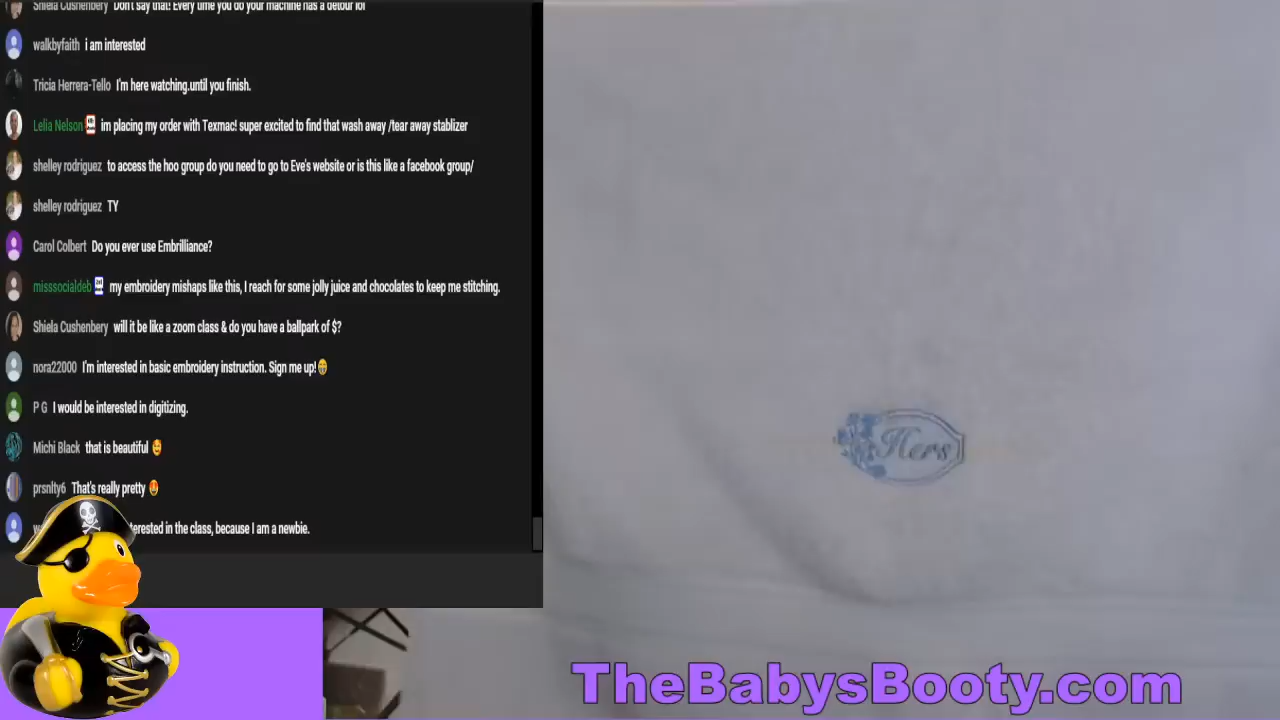 Shiela Cushenbery Don't say that! Every time you do your machine has a detour lol
walkbyfaith i am interested
Tricia Herrera-Tello I'm here watching.until you finish.
Lelia Nelson im placing my order with Texmac! super excited to find that wash away /tear away stablizer
shelley rodriguez to access the hoo group do you need to go to Eve's website or is this like a facebook group/
shelley rodriguez TY
Carol Colbert Do you ever use Embrilliance?
misssocialdeb my embroidery mishaps like this, I reach for some jolly juice and chocolates to keep me stitching.
Shiela Cushenbery will it be like a zoom class & do you have a ballpark of $?
nora22000 I'm interested in basic embroidery instruction. Sign me up!😁
P G I would be interested in digitizing.
Michi Black that is beautiful 🥰
prsnlty6 That's really pretty 🤩
in the class, because I am a newbie.
Hers
TheBabysBooty.com